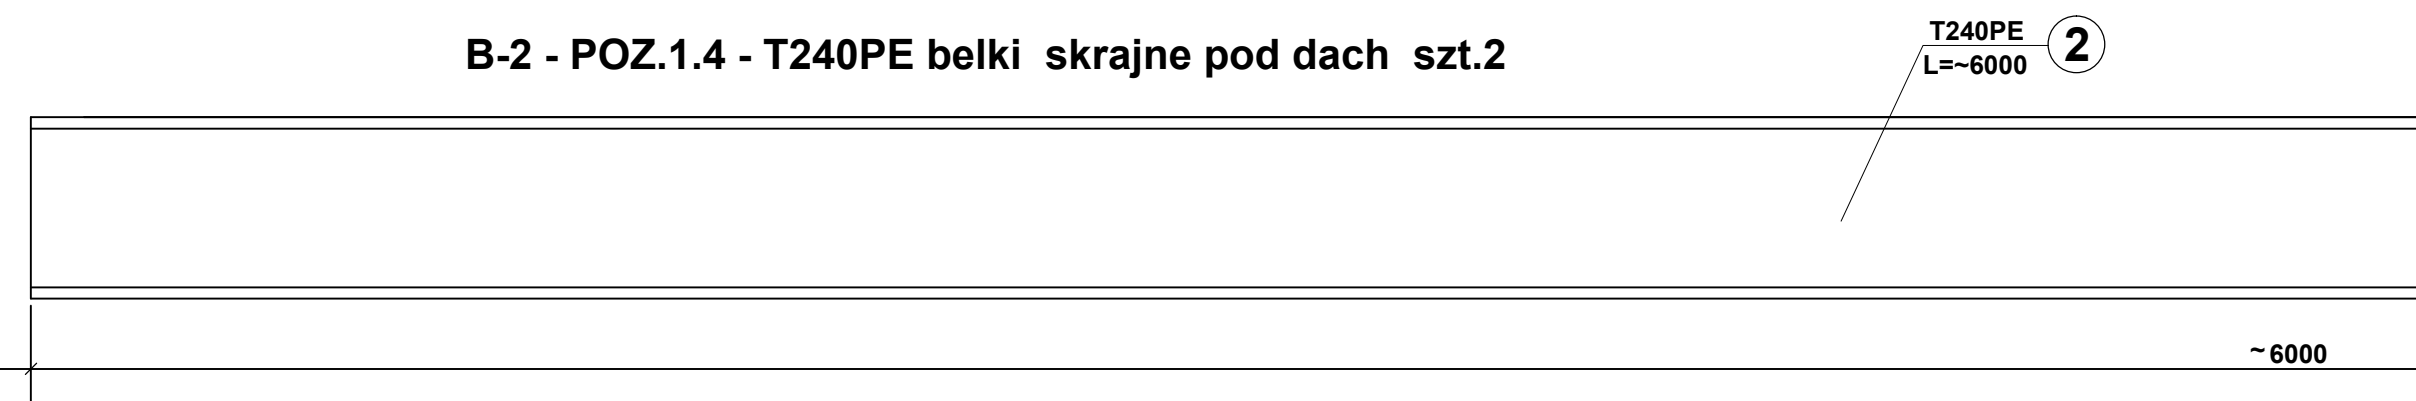 B-2 - POZ.1.4 - T240PE belki skrajne pod dach szt.2
T240PE
L=~6000
2
~6000